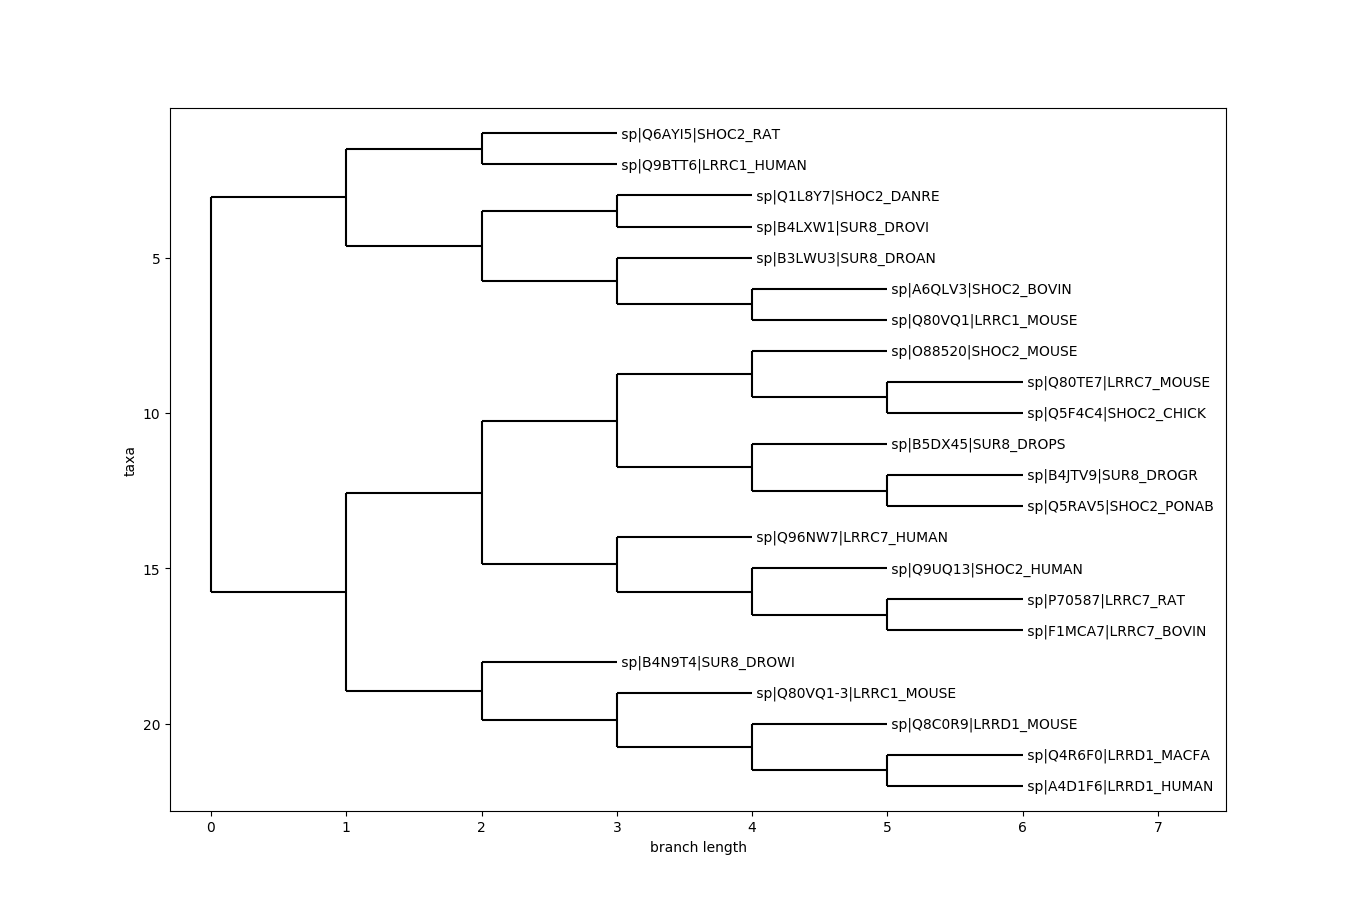 sp|Q6AYI5|SHOC2_RAT
sp|Q9BTT6|LRRC1_HUMAN
sp|Q1L8Y7|SHOC2_DANRE
sp|B4LXW1|SUR8_DROVI
5
sp|B3LWU3|SUR8_DROAN
sp|A6QLV3|SHOC2_BOVIN
sp|Q80VQ1|LRRC1_MOUSE
sp|O88520|SHOC2_MOUSE
sp|Q80TE7|LRRC7_MOUSE
10
sp|Q5F4C4|SHOC2_CHICK
sp|B5DX45|SUR8_DROPS
taxa
sp|B4JTV9|SUR8_DROGR
sp|Q5RAV5|SHOC2_PONAB
sp|Q96NW7|LRRC7_HUMAN
15
sp|Q9UQ13|SHOC2_HUMAN
sp|P70587|LRRC7_RAT
sp|F1MCA7|LRRC7_BOVIN
sp|B4N9T4|SUR8_DROWI
sp|Q80VQ1-3|LRRC1_MOUSE
20
sp|Q8C0R9|LRRD1_MOUSE
sp|Q4R6F0|LRRD1_MACFA
sp|A4D1F6|LRRD1_HUMAN
0 1 2 3 4 5 6 7
branch length